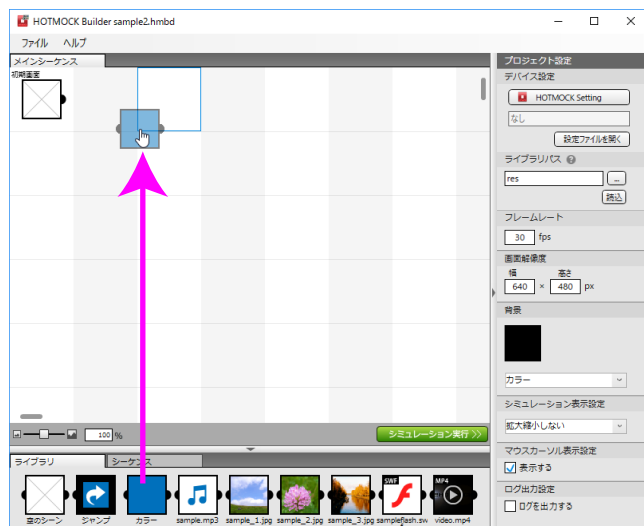 HOTMOCK Builder sample2.hmbd
ファイル ヘルプ
メインシーケンス
初期画面
100 %
シミュレーション実行
ライブラリ シーケンス
SWF MP4
空のシーン ジャンプ カラー sample.mp3 sample_1.jpg sample_2.jpg sample_3.jpg sampleflash.sw video.mp4
プロジェクト設定
デバイス設定
HOTMOCK Setting
なし
設定ファイルを開く
ライブラリパス ?
res ...
読込
フレームレート
30 fps
画面解像度
幅 高さ
640 × 480 px
背景
カラー
シミュレーション表示設定
拡大縮小しない
マウスカーソル表示設定
表示する
ログ出力設定
ログを出力する